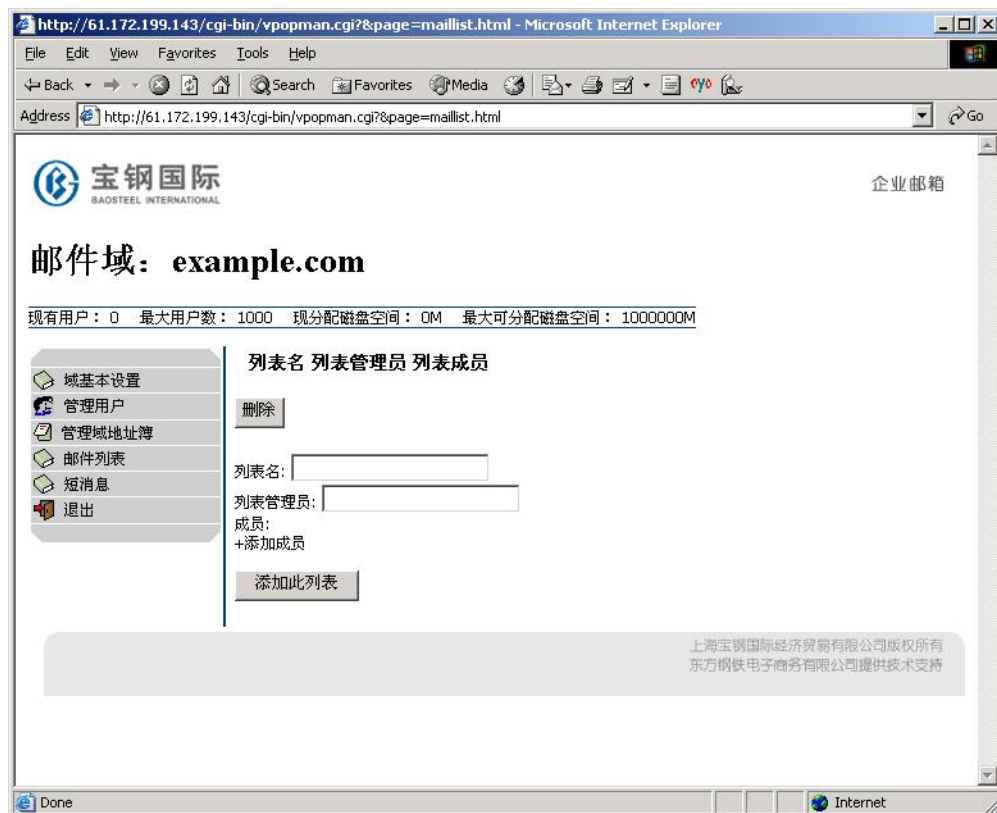 http://61.172.199.143/cgi-bin/vpopman.cgi?&page=maillist.html - Microsoft Internet Explorer
File Edit View Favorites Tools Help
Back Search Favorites Media
Address http://61.172.199.143/cgi-bin/vpopman.cgi?&page=maillist.html Go
宝钢国际
BAOSTEEL INTERNATIONAL
企业邮箱
邮件域：example.com
现有用户：0 最大用户数：1000 现分配磁盘空间：0M 最大可分配磁盘空间：1000000M
域基本设置
管理用户
管理域地址簿
邮件列表
短消息
退出
列表名 列表管理员 列表成员
删除
列表名:
列表管理员:
成员:
+添加成员
添加此列表
上海宝钢国际经济贸易有限公司版权所有
东方钢铁电子商务有限公司提供技术支持
Done Internet